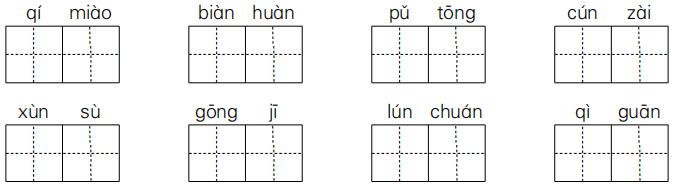 qí miào biàn huàn pǔ tōng cún zài
xùn sù gōng jī lún chuán qì guān